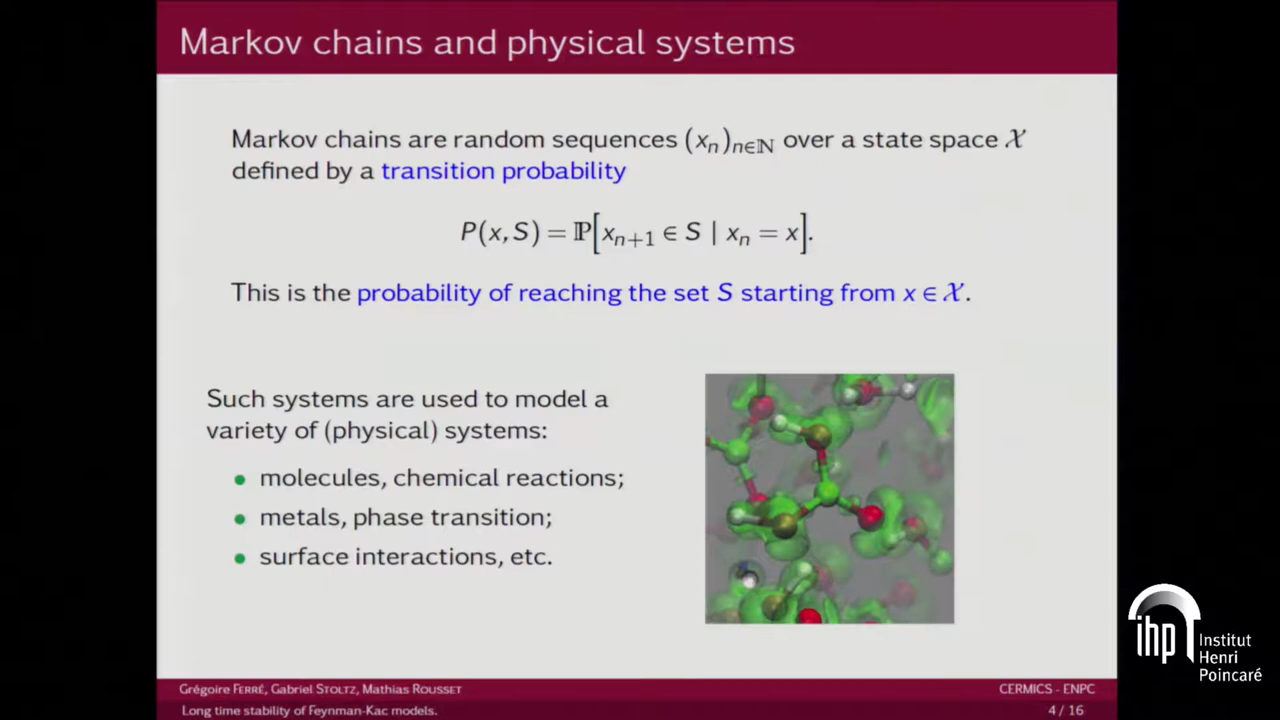 Markov chains and physical systems
Markov chains are random sequences (xₙ)ₙ∈ℕ over a state space 𝒳
defined by a transition probability
P(x, S) = ℙ[xₙ₊₁ ∈ S | xₙ = x].
This is the probability of reaching the set S starting from x ∈ 𝒳.
Such systems are used to model a
variety of (physical) systems:
• molecules, chemical reactions;
• metals, phase transition;
• surface interactions, etc.
Grégoire FERRÉ, Gabriel STOLTZ, Mathias ROUSSET
CERMICS - ENPC
Long time stability of Feynman-Kac models.
4 / 16
ihp
Institut
Henri
Poincaré